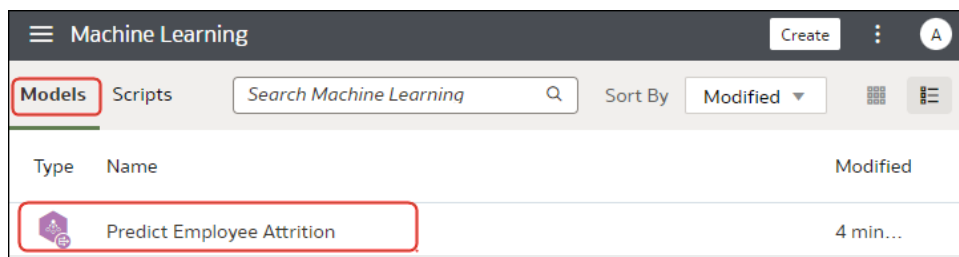 Machine Learning Create A
Models Scripts Search Machine Learning Sort By Modified
Type Name Modified
Predict Employee Attrition 4 min...